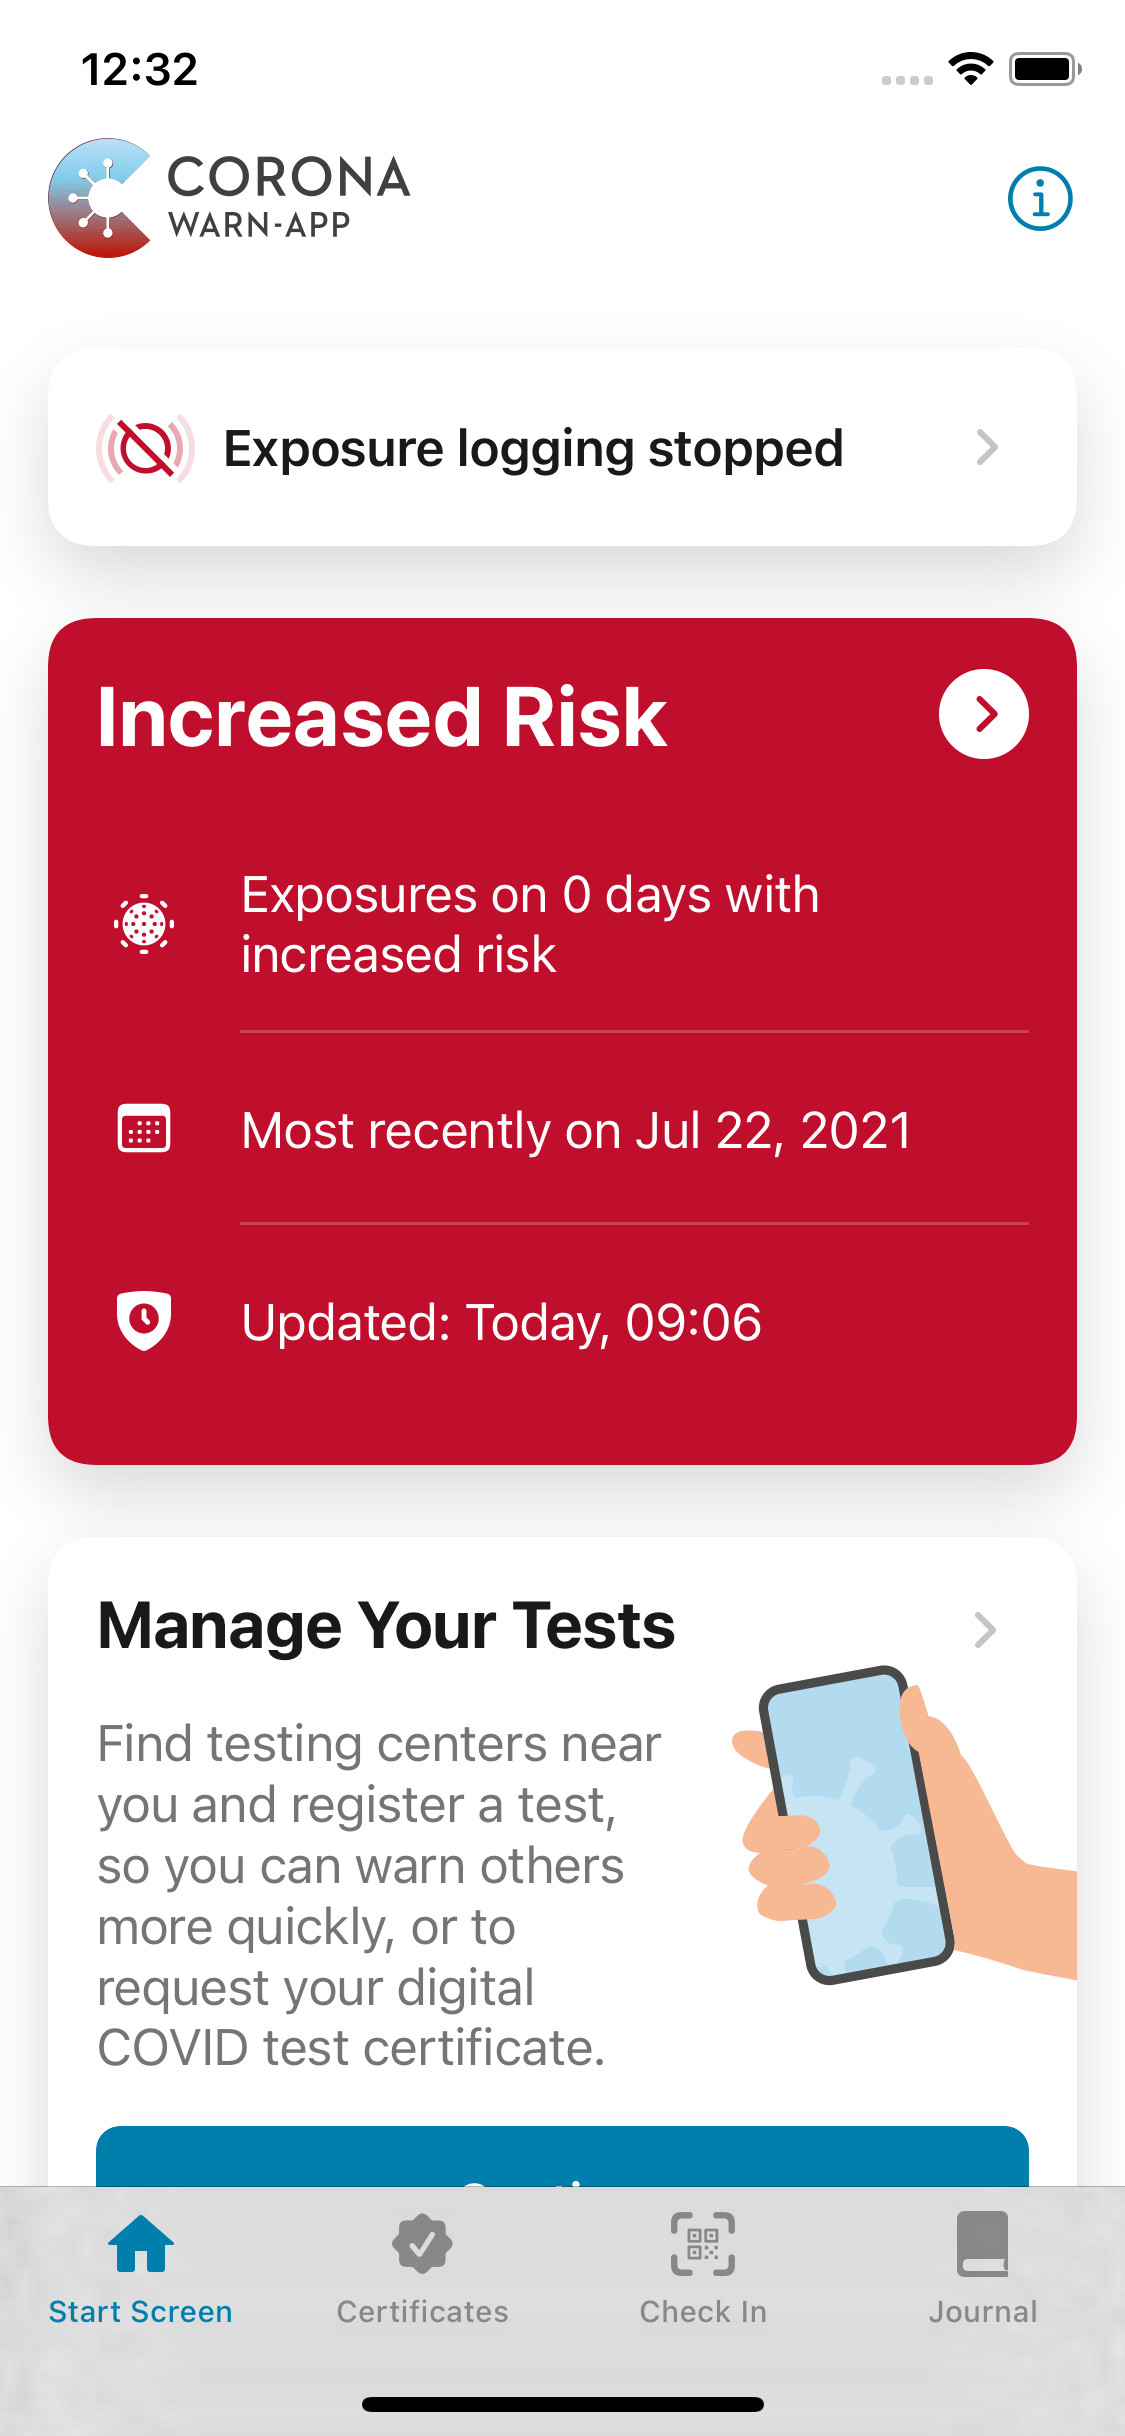 12:32
CORONA
WARN-APP
Exposure logging stopped
Increased Risk
Exposures on 0 days with
increased risk
Most recently on Jul 22, 2021
Updated: Today, 09:06
Manage Your Tests
Find testing centers near
you and register a test,
so you can warn others
more quickly, or to
request your digital
COVID test certificate.
Start Screen
Certificates
Check In
Journal